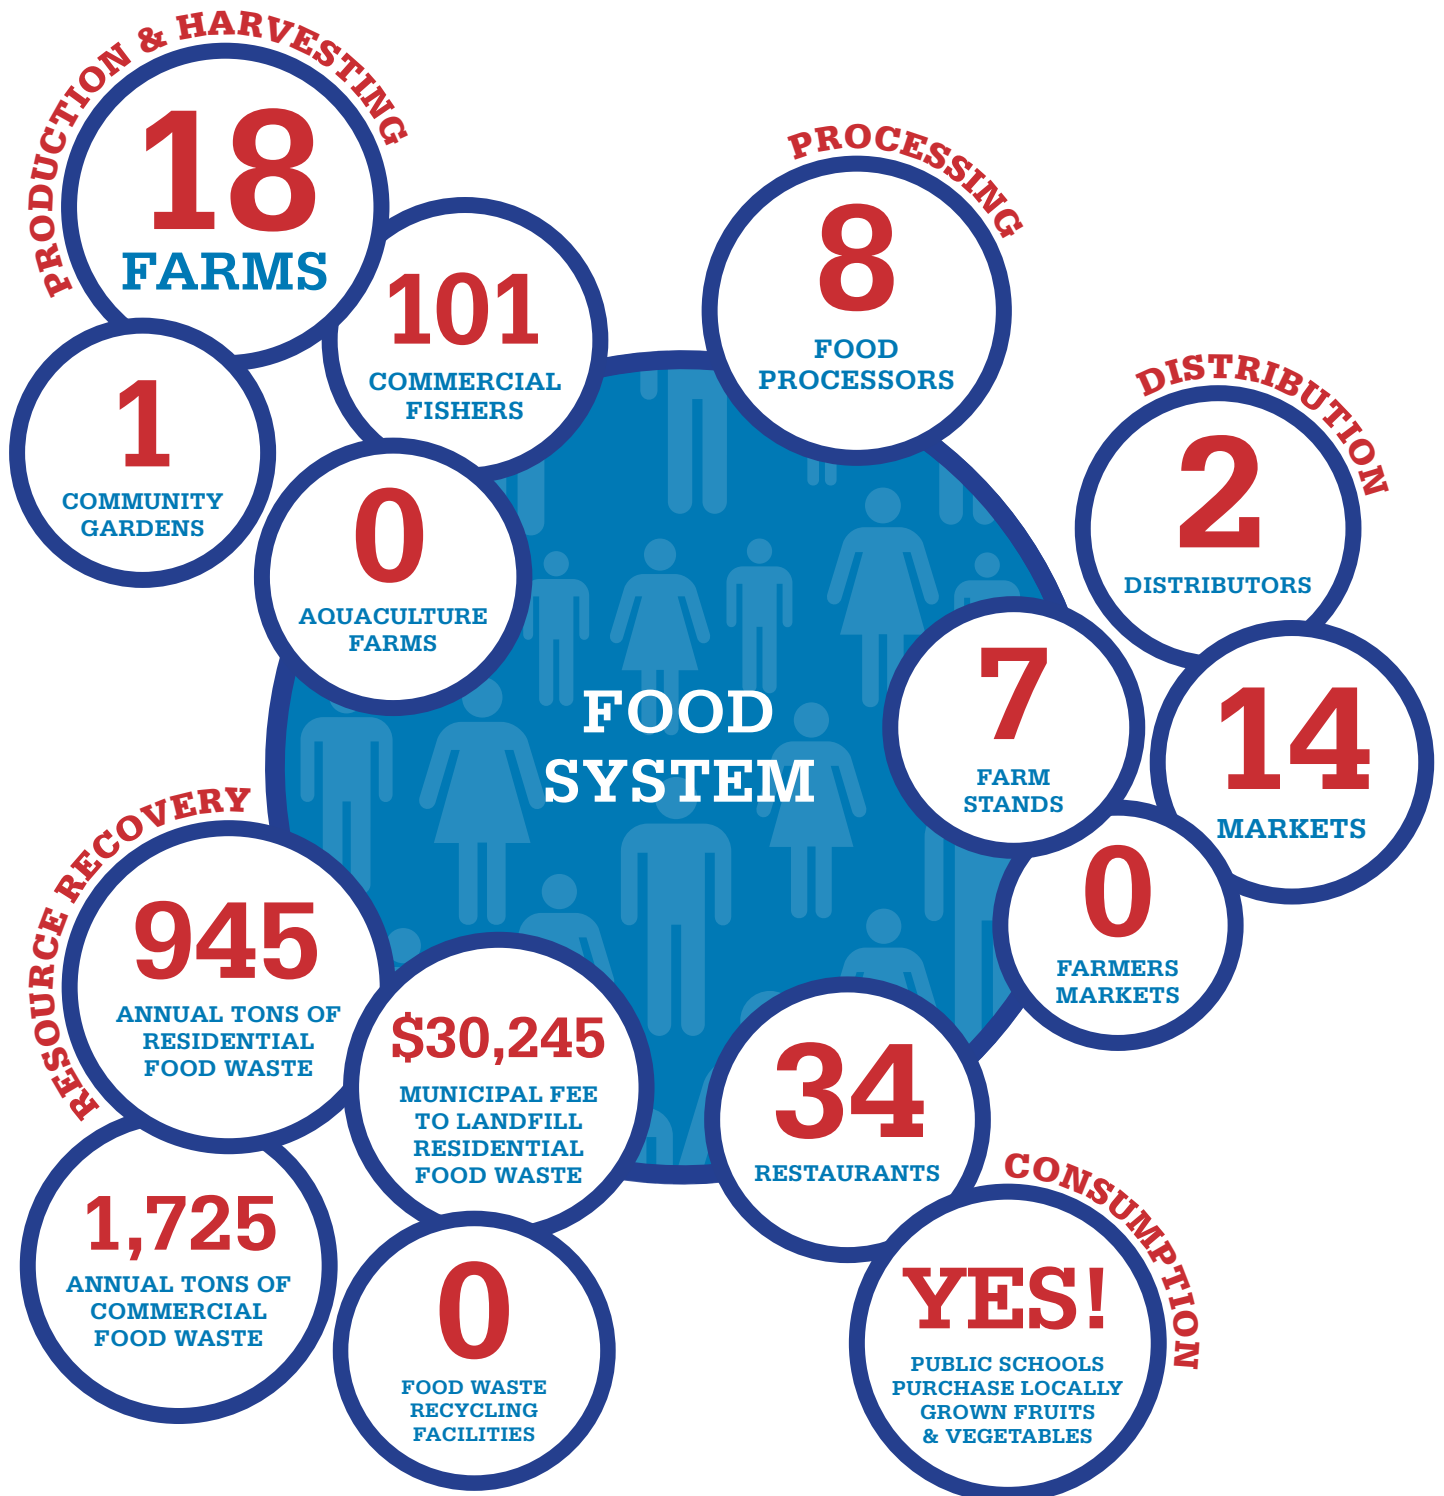 PRODUCTION & HARVESTING
18
FARMS
101
COMMERCIAL
FISHERS
1
COMMUNITY
GARDENS
0
AQUACULTURE
FARMS
PROCESSING
8
FOOD
PROCESSORS
DISTRIBUTION
2
DISTRIBUTORS
7
FARM
STANDS
14
MARKETS
0
FARMERS
MARKETS
FOOD
SYSTEM
RESOURCE RECOVERY
945
ANNUAL TONS OF
RESIDENTIAL
FOOD WASTE
$30,245
MUNICIPAL FEE
TO LANDFILL
RESIDENTIAL
FOOD WASTE
1,725
ANNUAL TONS OF
COMMERCIAL
FOOD WASTE
0
FOOD WASTE
RECYCLING
FACILITIES
34
RESTAURANTS
CONSUMPTION
YES!
PUBLIC SCHOOLS
PURCHASE LOCALLY
GROWN FRUITS
& VEGETABLES